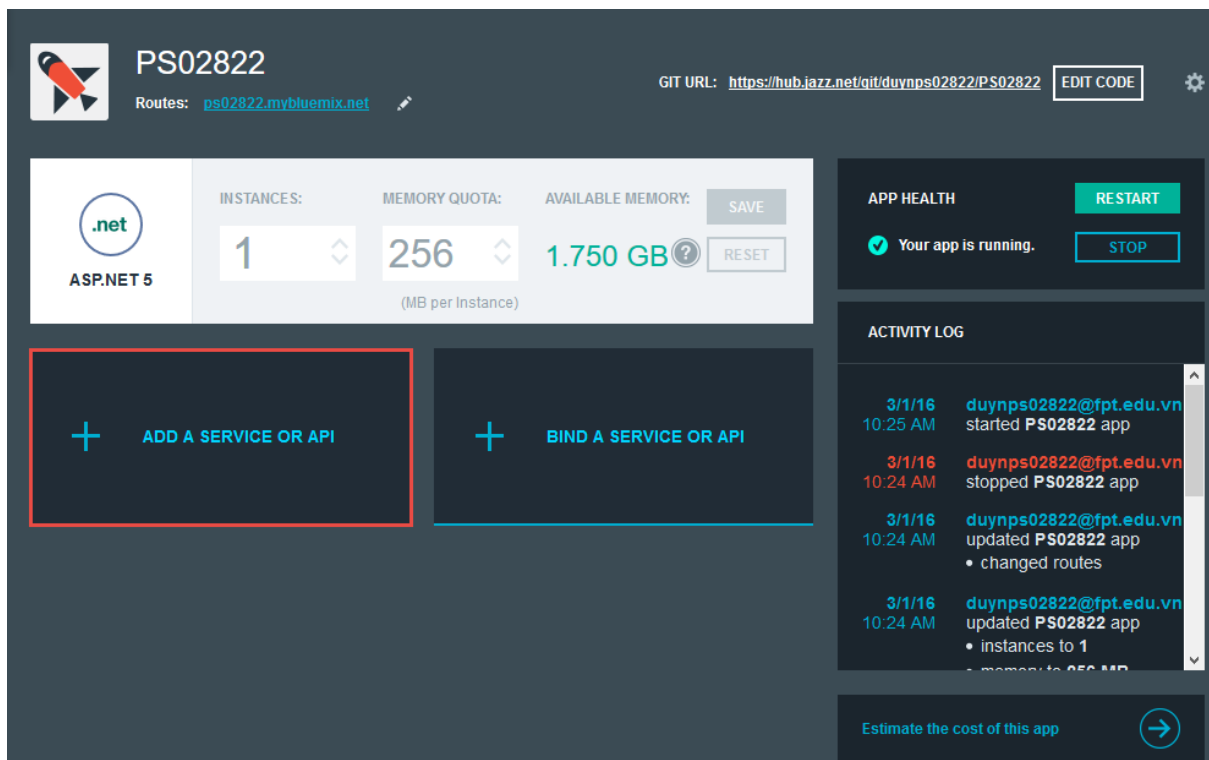 PS02822
Routes: ps02822.mybluemix.net
GIT URL: https://hub.jazz.net/git/duynps02822/PS02822
EDIT CODE
.net
ASP.NET 5
INSTANCES:
1
MEMORY QUOTA:
256
(MB per Instance)
AVAILABLE MEMORY:
1.750 GB
?
SAVE
RESET
APP HEALTH
RESTART
Your app is running.
STOP
ADD A SERVICE OR API
BIND A SERVICE OR API
ACTIVITY LOG
3/1/16 duynps02822@fpt.edu.vn
10:25 AM started PS02822 app
3/1/16 duynps02822@fpt.edu.vn
10:24 AM stopped PS02822 app
3/1/16 duynps02822@fpt.edu.vn
10:24 AM updated PS02822 app
• changed routes
3/1/16 duynps02822@fpt.edu.vn
10:24 AM updated PS02822 app
• instances to 1
• memory to 256 MB
Estimate the cost of this app